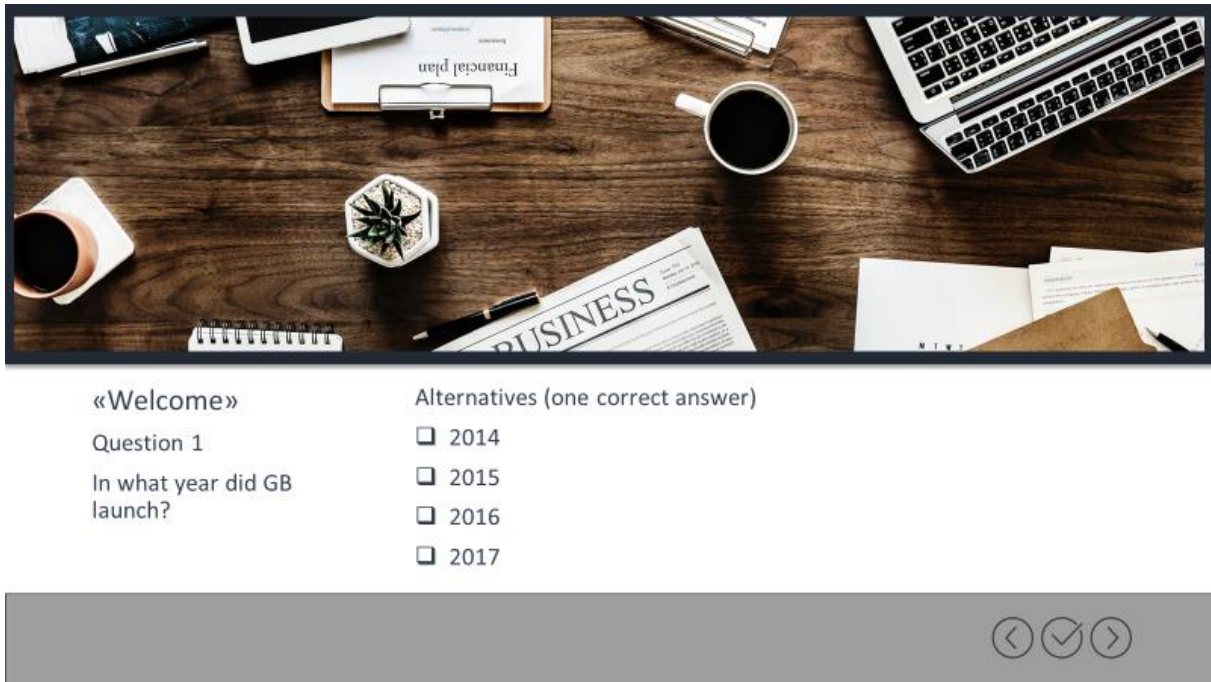 Financial plan
Investment
BUSINESS
M T W T
«Welcome»
Question 1
In what year did GB
launch?
Alternatives (one correct answer)
❑ 2014
❑ 2015
❑ 2016
❑ 2017